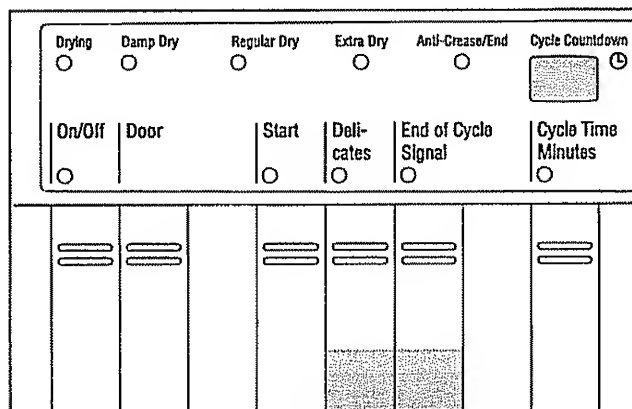 Drying Damp Dry Regular Dry Extra Dry Anti-Crease/End Cycle Countdown
On/Off Door Start Deli- End of Cycle Cycle Time
cates Signal Minutes